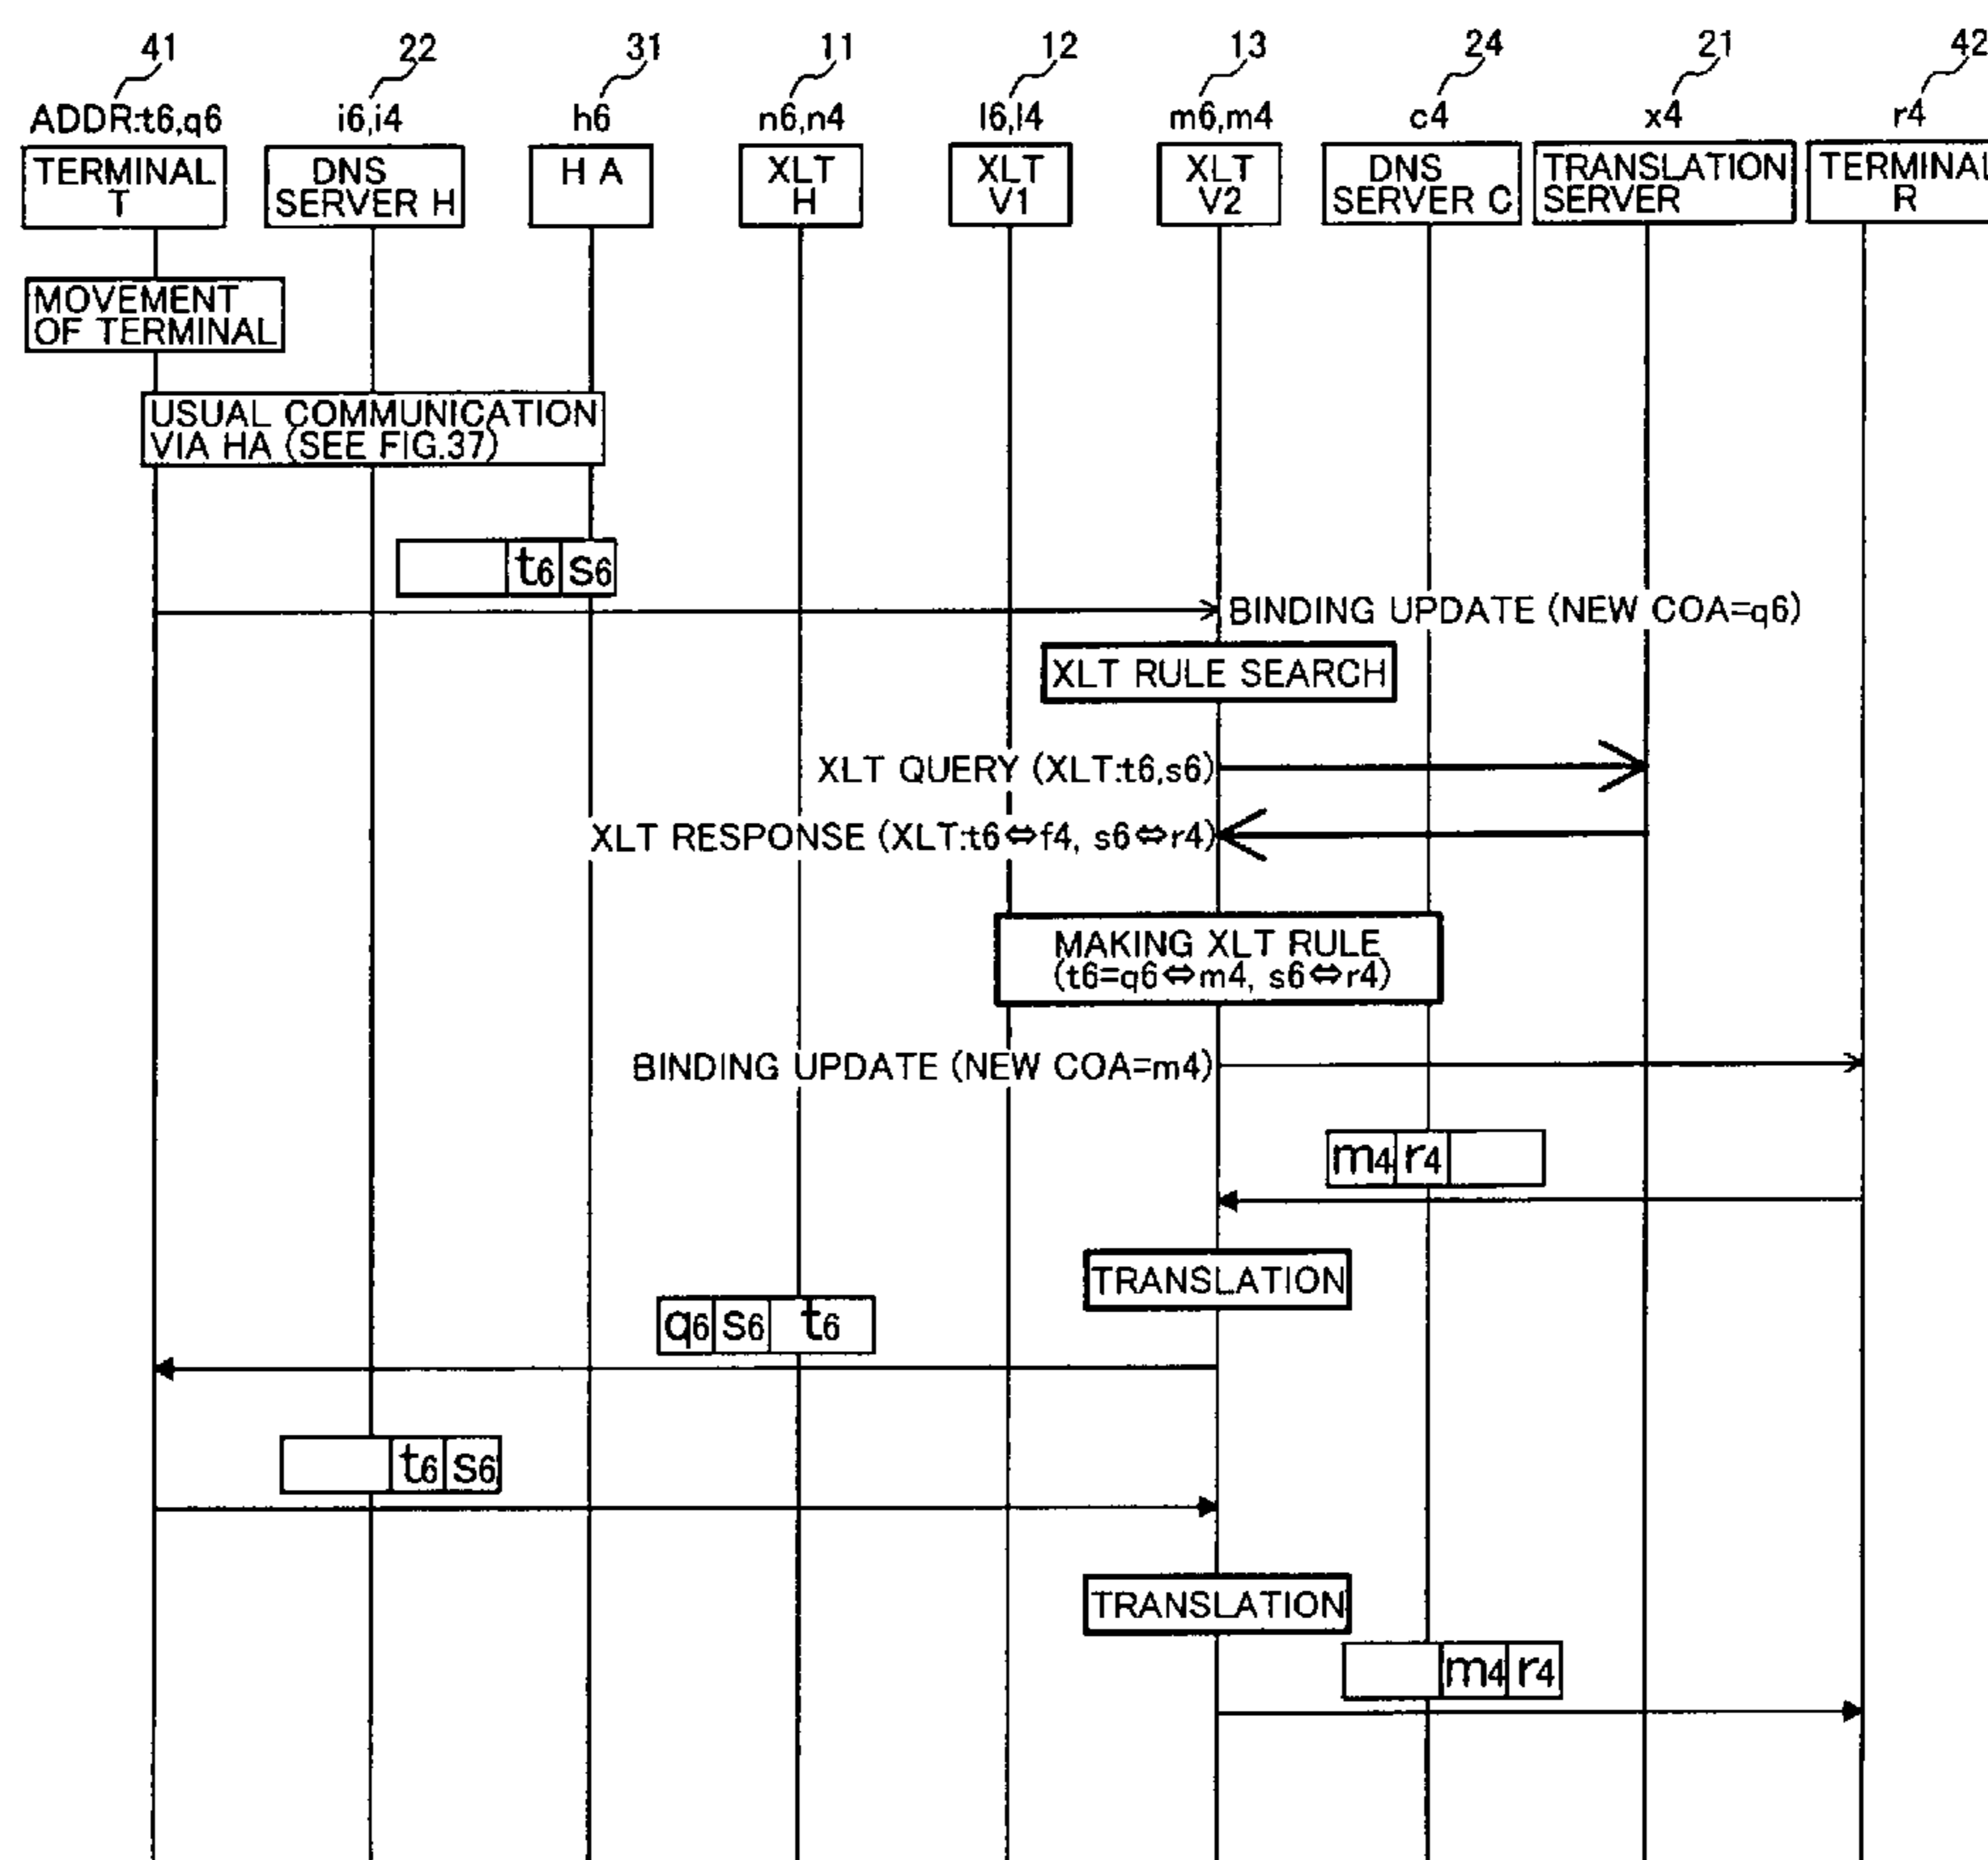 41 22 31 11 12 13 24 21 42
ADDR:t6,q6 i6,i4 h6 n6,n4 l6,l4 m6,m4 c4 x4 r4
TERMINAL T
DNS SERVER H
HA
XLT H
XLT V1
XLT V2
DNS SERVER C
TRANSLATION SERVER
TERMINAL R
MOVEMENT
OF TERMINAL
USUAL COMMUNICATION
VIA HA (SEE FIG.37)
t6 s6
BINDING UPDATE (NEW COA=q6)
XLT RULE SEARCH
XLT QUERY (XLT:t6,s6)
XLT RESPONSE (XLT:t6⇔f4, s6⇔r4)
MAKING XLT RULE
(t6=q6⇔m4, s6⇔r4)
BINDING UPDATE (NEW COA=m4)
m4 r4
TRANSLATION
q6 s6 t6
t6 s6
TRANSLATION
m4 r4